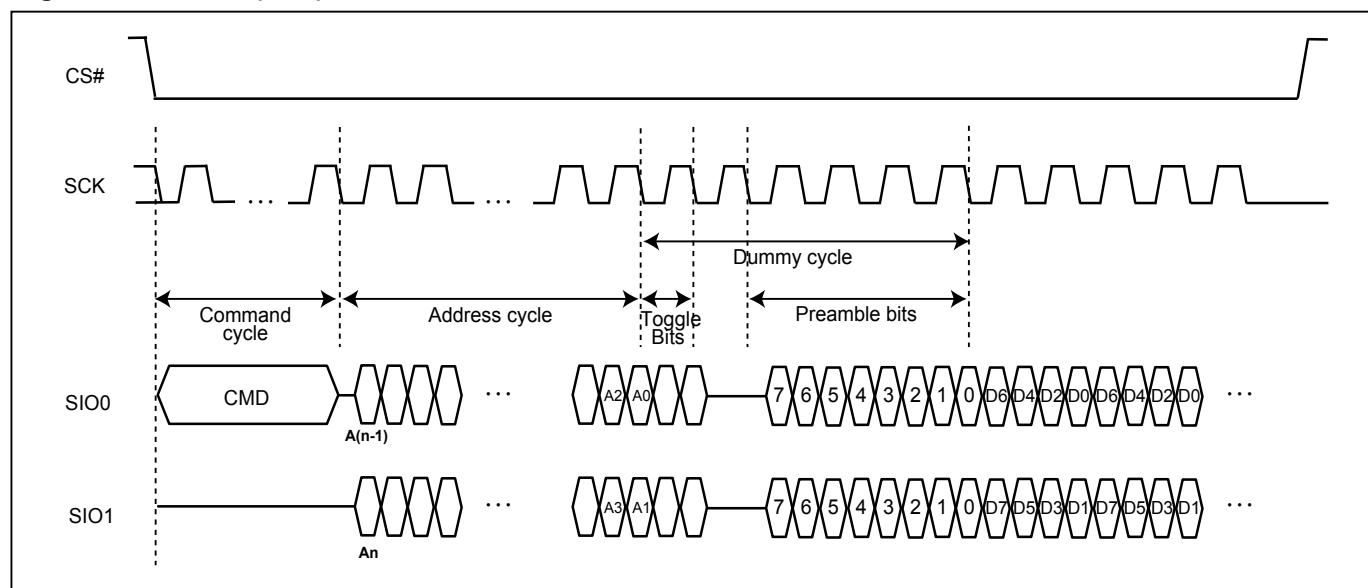 CS#
SCK
... ...
Dummy cycle
Command
cycle
Address cycle
Toggle
Bits
Preamble bits
SIO0 CMD ... A2 A0 7 6 5 4 3 2 1 0 D6 D4 D2 D0 D6 D4 D2 D0 ...
A(n-1)
SIO1 ... A3 A1 7 6 5 4 3 2 1 0 D7 D5 D3 D1 D7 D5 D3 D1 ...
An